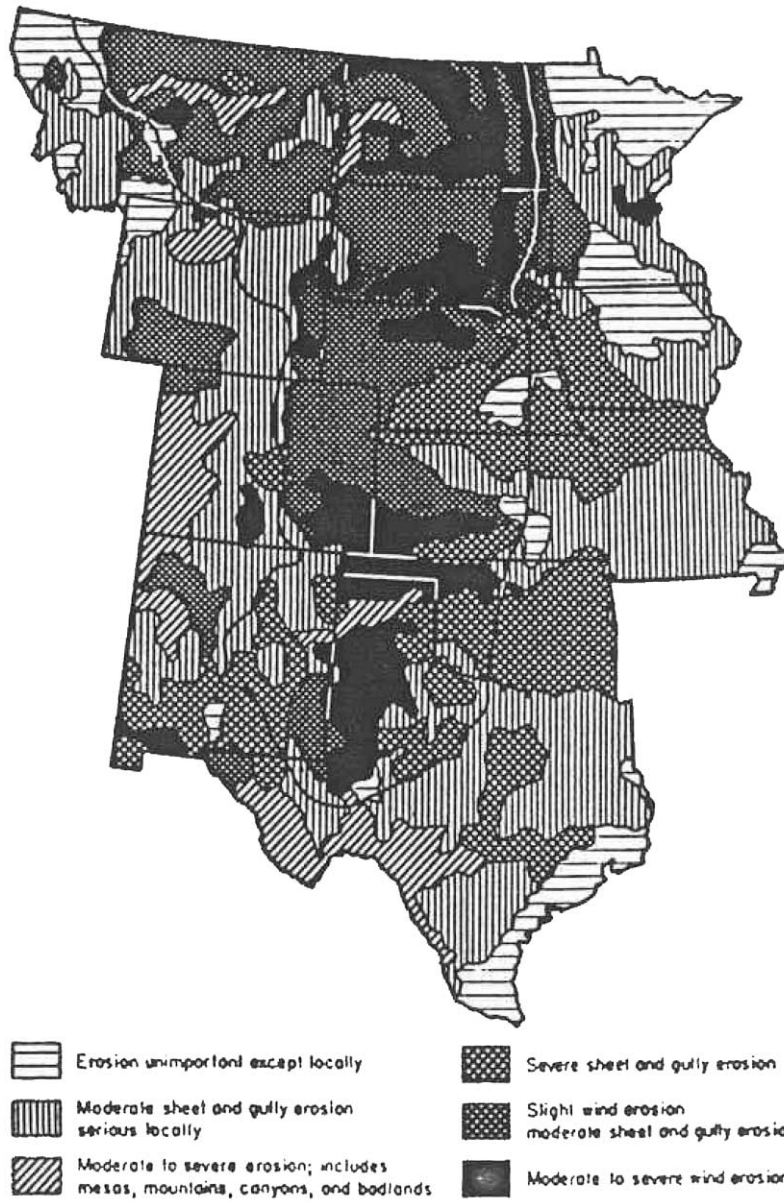 Erosion unimportant except locally
Moderate sheet and gully erosion
serious locally
Moderate to severe erosion; includes
mesas, mountains, canyons, and badlands
Severe sheet and gully erosion
Slight wind erosion
moderate sheet and gully erosion
Moderate to severe wind erosion